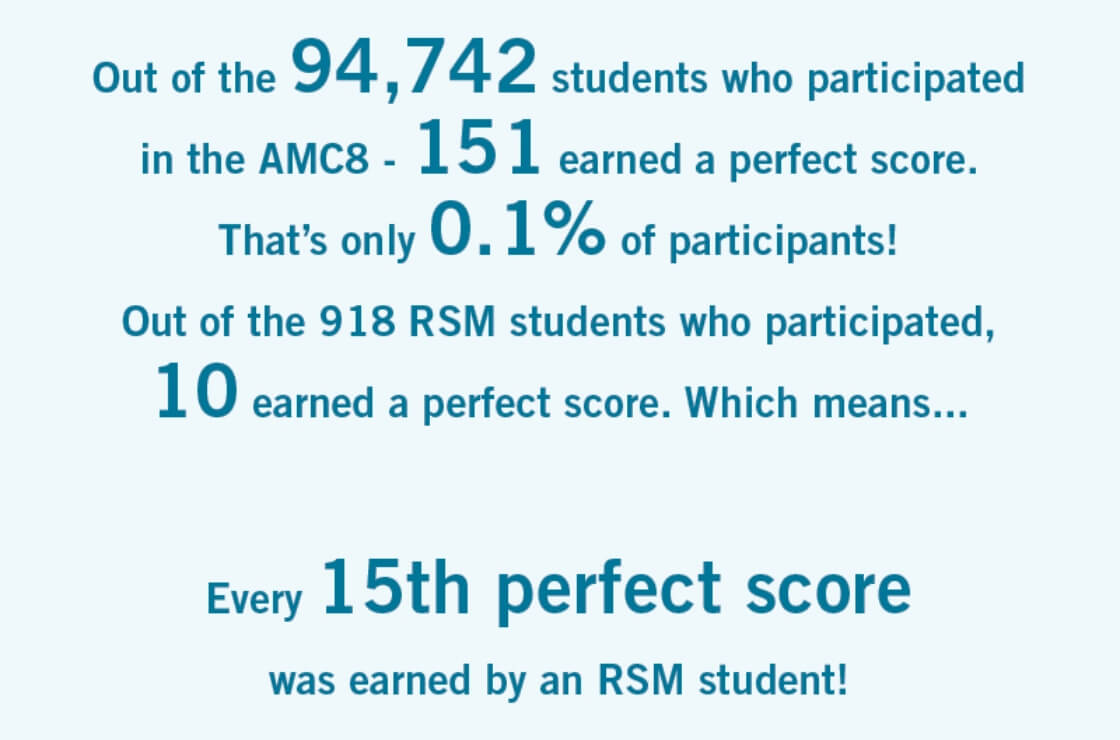 Out of the 94,742 students who participated
in the AMC8 - 151 earned a perfect score.
That’s only 0.1% of participants!
Out of the 918 RSM students who participated,
10 earned a perfect score. Which means...
Every 15th perfect score
was earned by an RSM student!